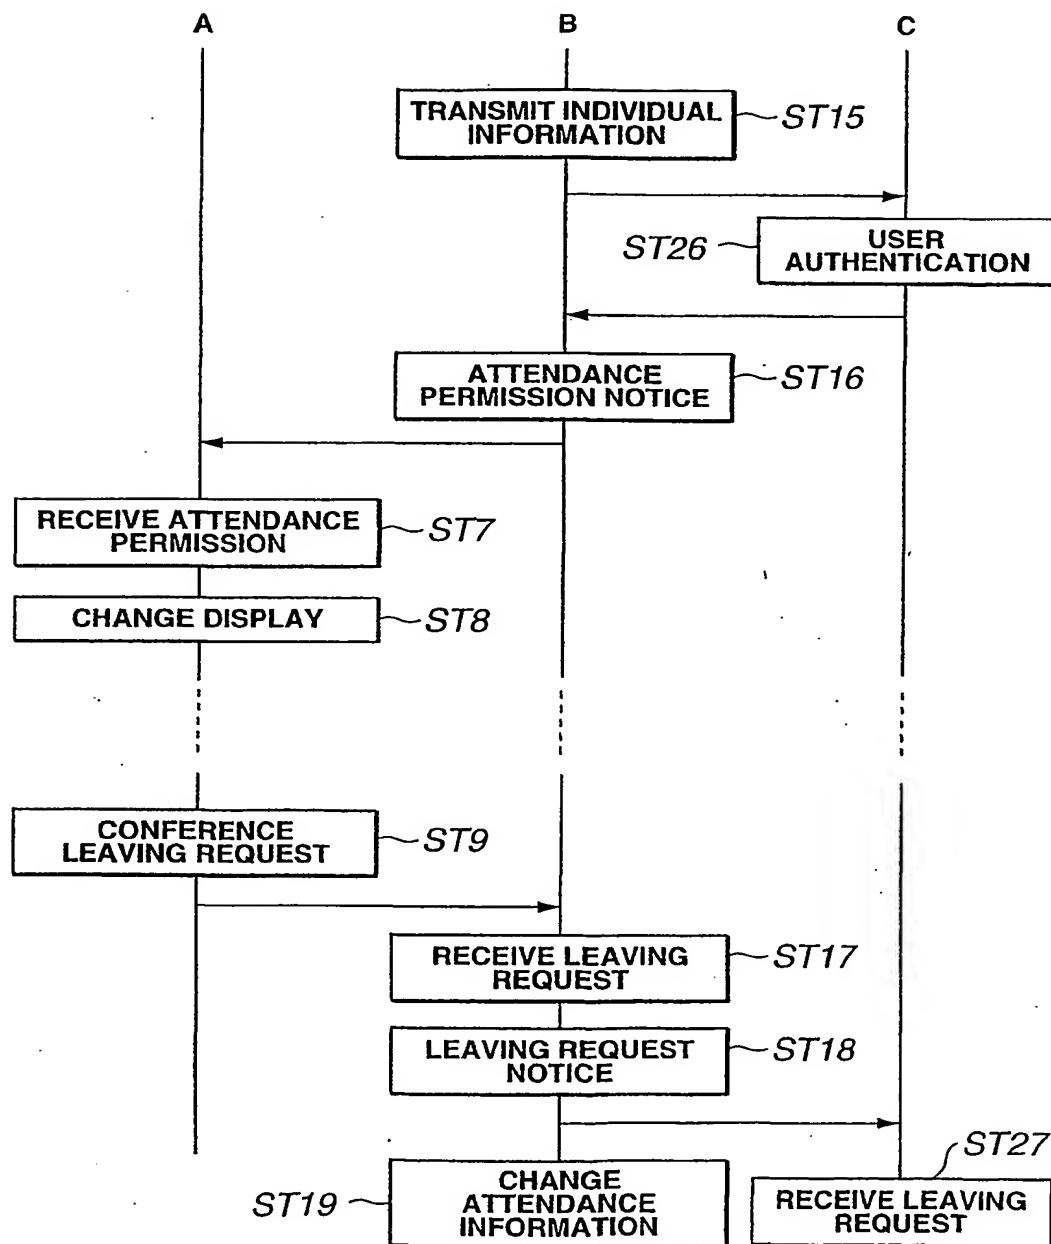 A
B
C
TRANSMIT INDIVIDUAL
INFORMATION
ST15
ST26
USER
AUTHENTICATION
ATTENDANCE
PERMISSION NOTICE
ST16
RECEIVE ATTENDANCE
PERMISSION
ST7
CHANGE DISPLAY
ST8
CONFERENCE
LEAVING REQUEST
ST9
RECEIVE LEAVING
REQUEST
ST17
LEAVING REQUEST
NOTICE
ST18
ST27
ST19
CHANGE
ATTENDANCE
INFORMATION
RECEIVE LEAVING
REQUEST